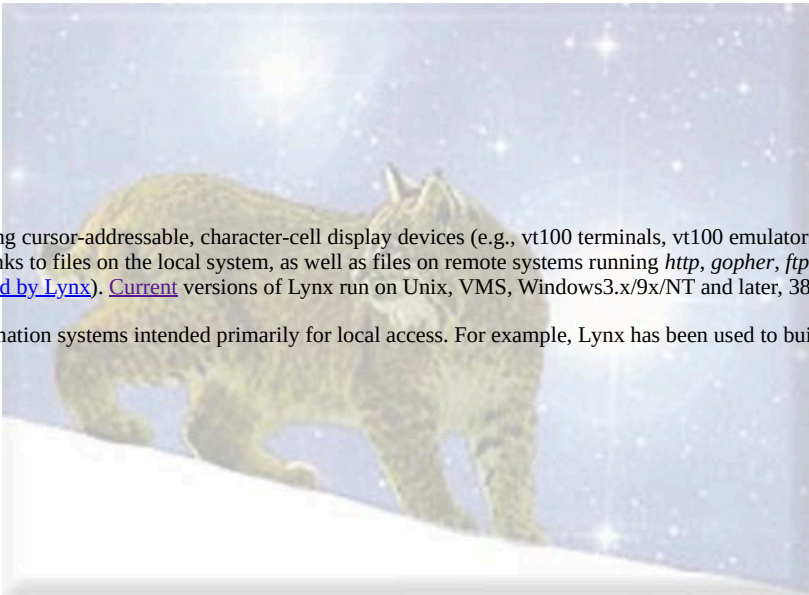 ng cursor-addressable, character-cell display devices (e.g., vt100 terminals, vt100 emulator
nks to files on the local system, as well as files on remote systems running http, gopher, ftp
d by Lynx). Current versions of Lynx run on Unix, VMS, Windows3.x/9x/NT and later, 38
nation systems intended primarily for local access. For example, Lynx has been used to bui